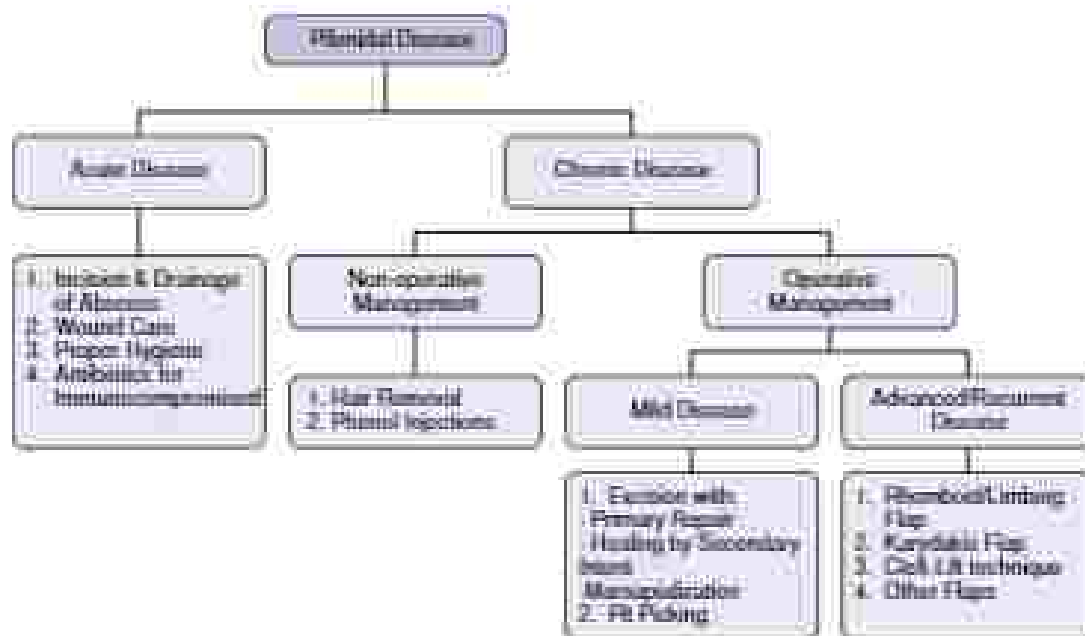 Pilonidal Disease
Acute Disease
Chronic Disease
1. Incision & Drainage
of Abscess
2. Wound Care
3. Proper Hygiene
4. Antibiotics for
Immunocompromised
Non-operative
Management
Operative
Management
1. Hair Removal
2. Phenol Injections
Mild Disease
Advanced/Recurrent
Disease
1. Excision with
Primary Repair
Healing by Secondary
Marsupialization
2. Pit Picking
1. Rhomboid/Limberg
Flap
2. Karydakis Flap
3. Cleft Lift technique
4. Other Flaps